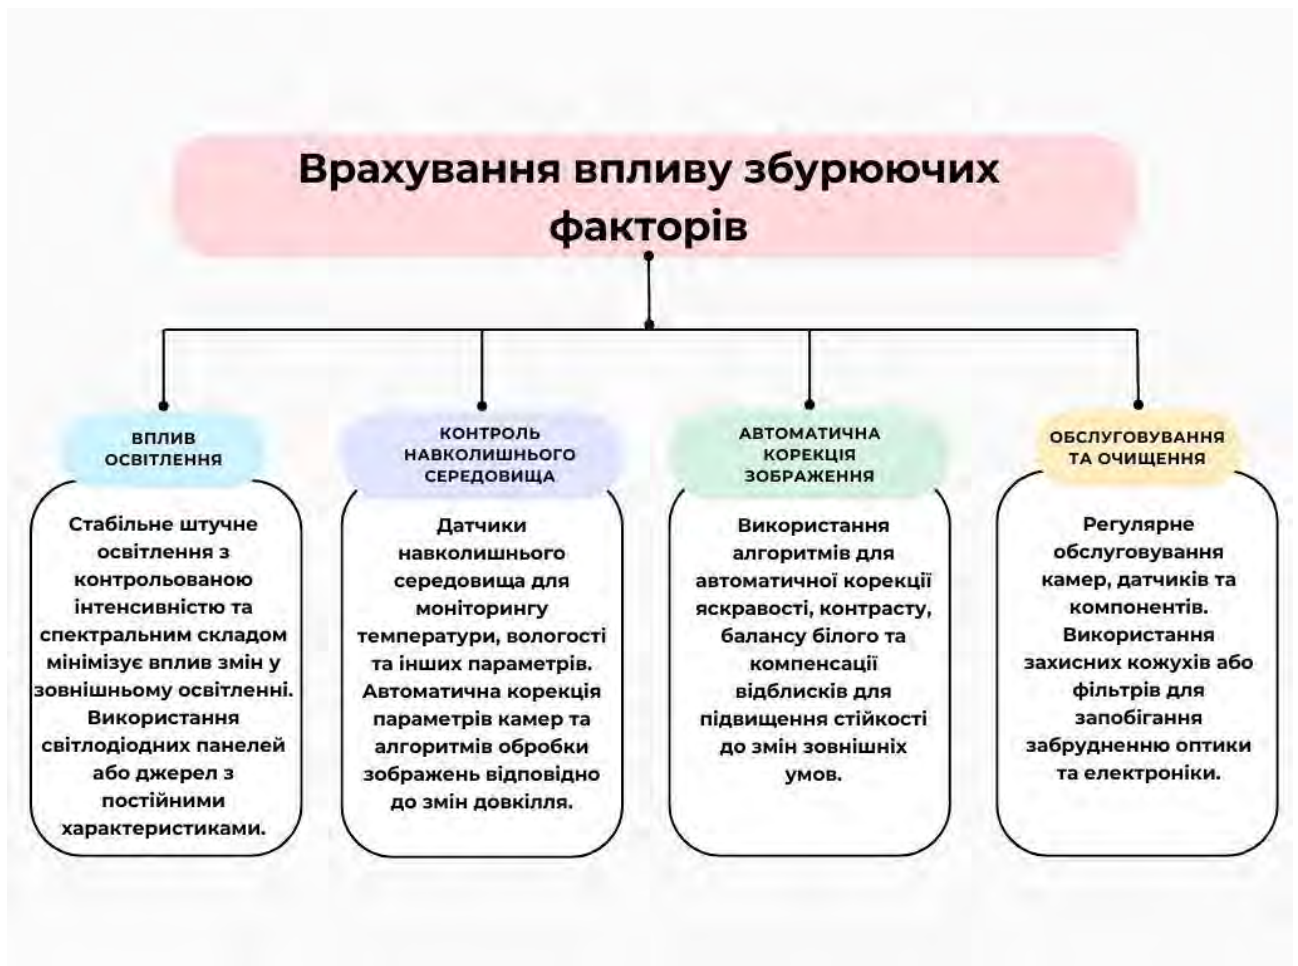 Врахування впливу збурюючих
факторів
ВПЛИВ
ОСВІТЛЕННЯ
Стабільне штучне
освітлення з
контрольованою
інтенсивністю та
спектральним складом
мінімізує вплив змін у
зовнішньому освітленні.
Використання
світлодіодних панелей
або джерел з
постійними
характеристиками.
КОНТРОЛЬ
НАВКОЛИШНЬОГО
СЕРЕДОВИЩА
Датчики
навколишнього
середовища для
моніторингу
температури, вологості
та інших параметрів.
Автоматична корекція
параметрів камер та
алгоритмів обробки
зображень відповідно
до змін довкілля.
АВТОМАТИЧНА
КОРЕКЦІЯ
ЗОБРАЖЕННЯ
Використання
алгоритмів для
автоматичної корекції
яскравості, контрасту,
балансу білого та
компенсації
відблисків для
підвищення стійкості
до змін зовнішніх
умов.
ОБСЛУГОВУВАННЯ
ТА ОЧИЩЕННЯ
Регулярне
обслуговування
камер, датчиків та
компонентів.
Використання
захисних кожухів або
фільтрів для
запобігання
забрудненню оптики
та електроніки.